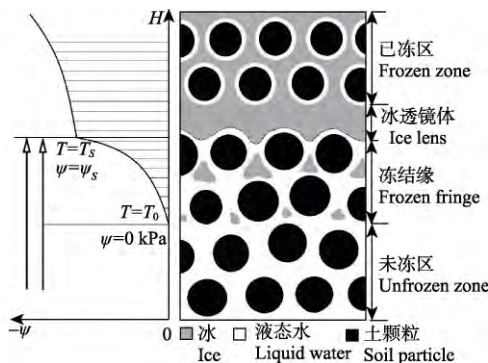 H
T=Ts
ψ=ψs
T=T0
ψ=0 kPa
−ψ
0
已冻区
Frozen zone
冰透镜体
Ice lens
冻结缘
Frozen fringe
未冻区
Unfrozen zone
冰
Ice
液态水
Liquid water
土颗粒
Soil particle